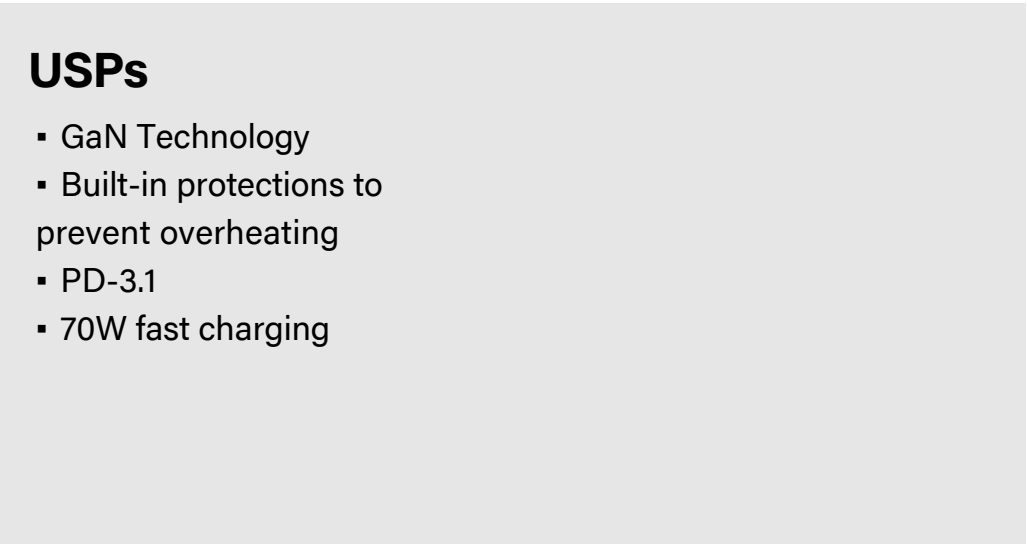 USPs
▪ GaN Technology
▪ Built-in protections to
prevent overheating
▪ PD-3.1
▪ 70W fast charging